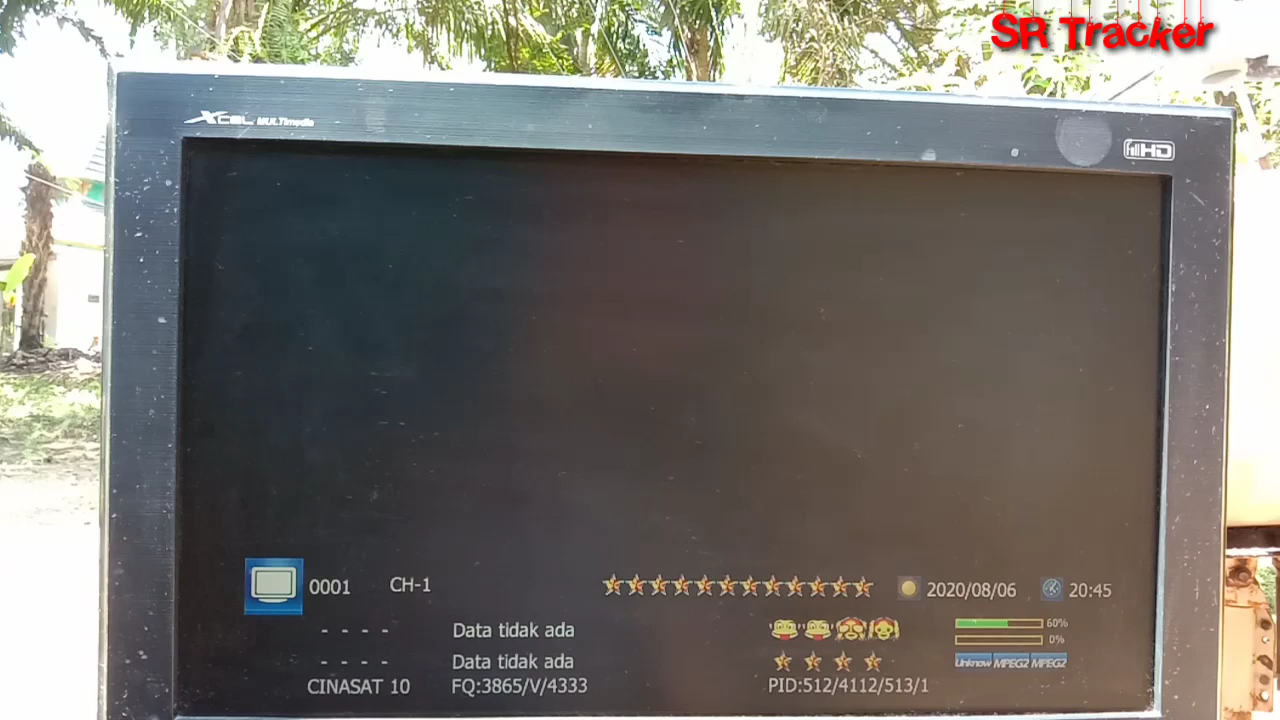 SR Tracker
Xcel MULTimedia
HD
0001 CH-1 2020/08/06 20:45
- - - - Data tidak ada 60%
0%
- - - - Data tidak ada Unknow MPEG2 MPEG2
CINASAT 10 FQ:3865/V/4333 PID:512/4112/513/1